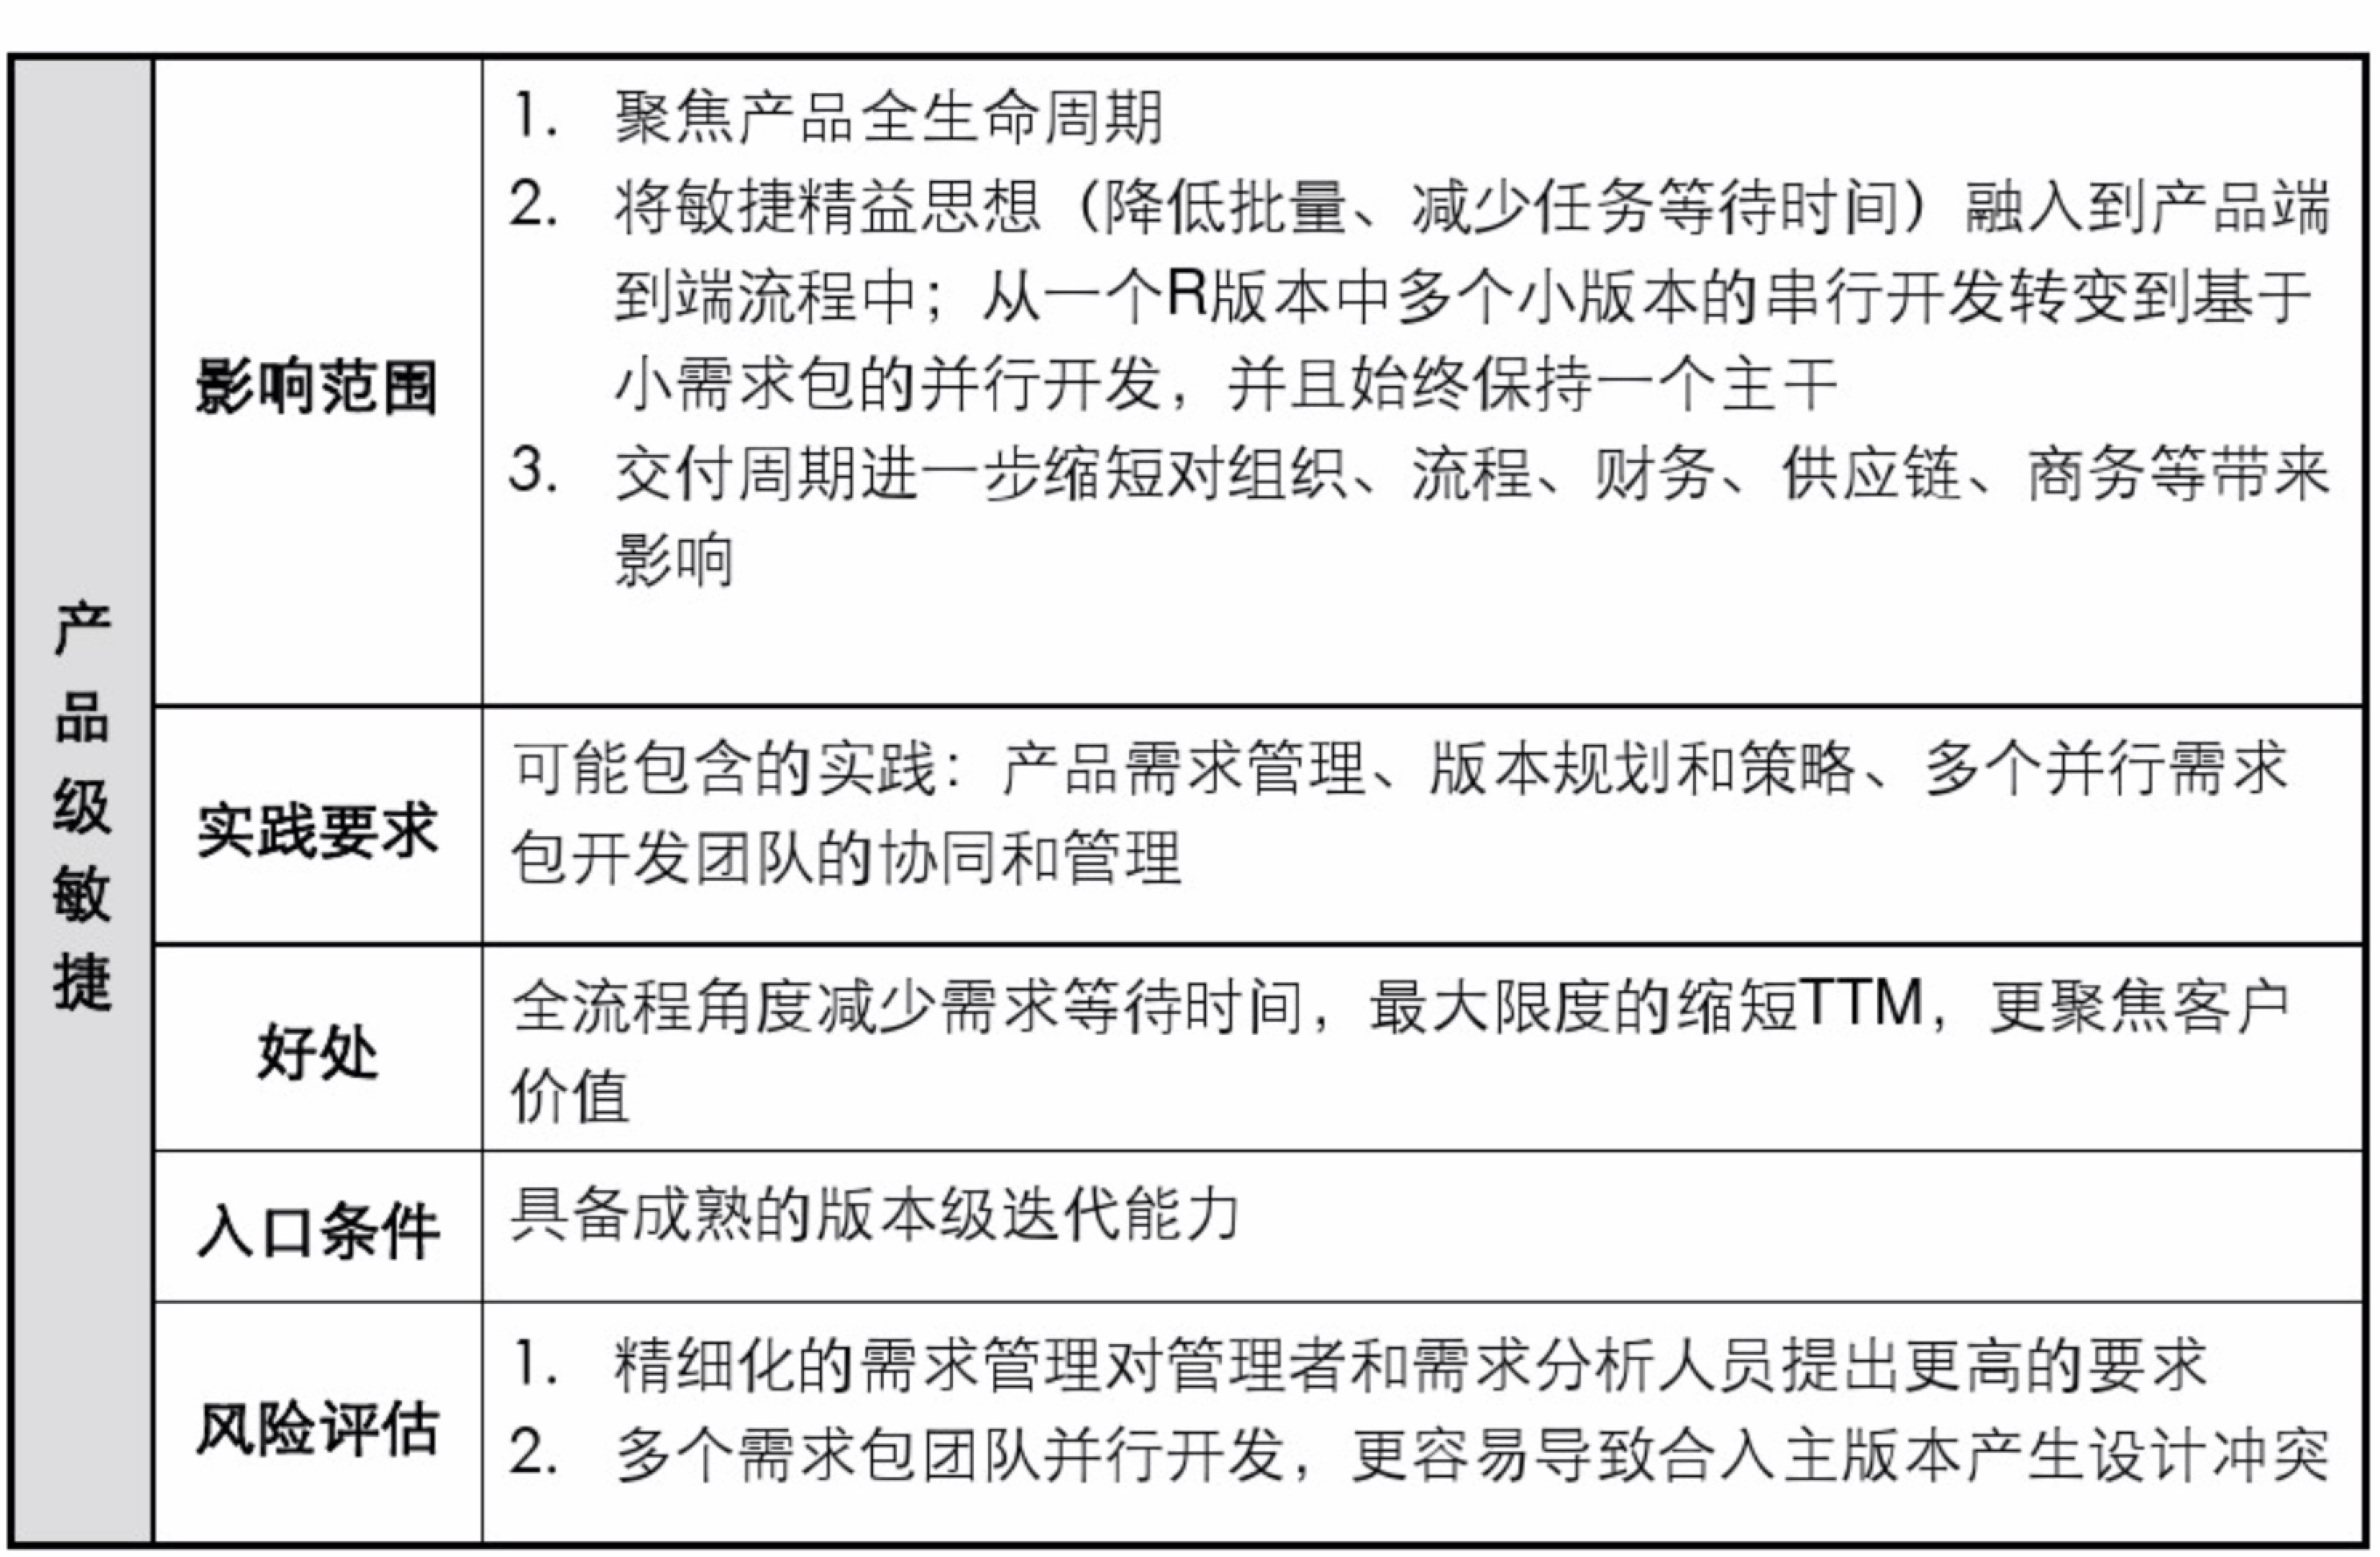 产品级敏捷
影响范围
1. 聚焦产品全生命周期
2. 将敏捷精益思想（降低批量、减少任务等待时间）融入到产品端
到端流程中；从一个R版本中多个小版本的串行开发转变到基于
小需求包的并行开发，并且始终保持一个主干
3. 交付周期进一步缩短对组织、流程、财务、供应链、商务等带来
影响
实践要求
可能包含的实践：产品需求管理、版本规划和策略、多个并行需求
包开发团队的协同和管理
好处
全流程角度减少需求等待时间，最大限度的缩短TTM，更聚焦客户
价值
入口条件
具备成熟的版本级迭代能力
风险评估
1. 精细化的需求管理对管理者和需求分析人员提出更高的要求
2. 多个需求包团队并行开发，更容易导致合入主版本产生设计冲突